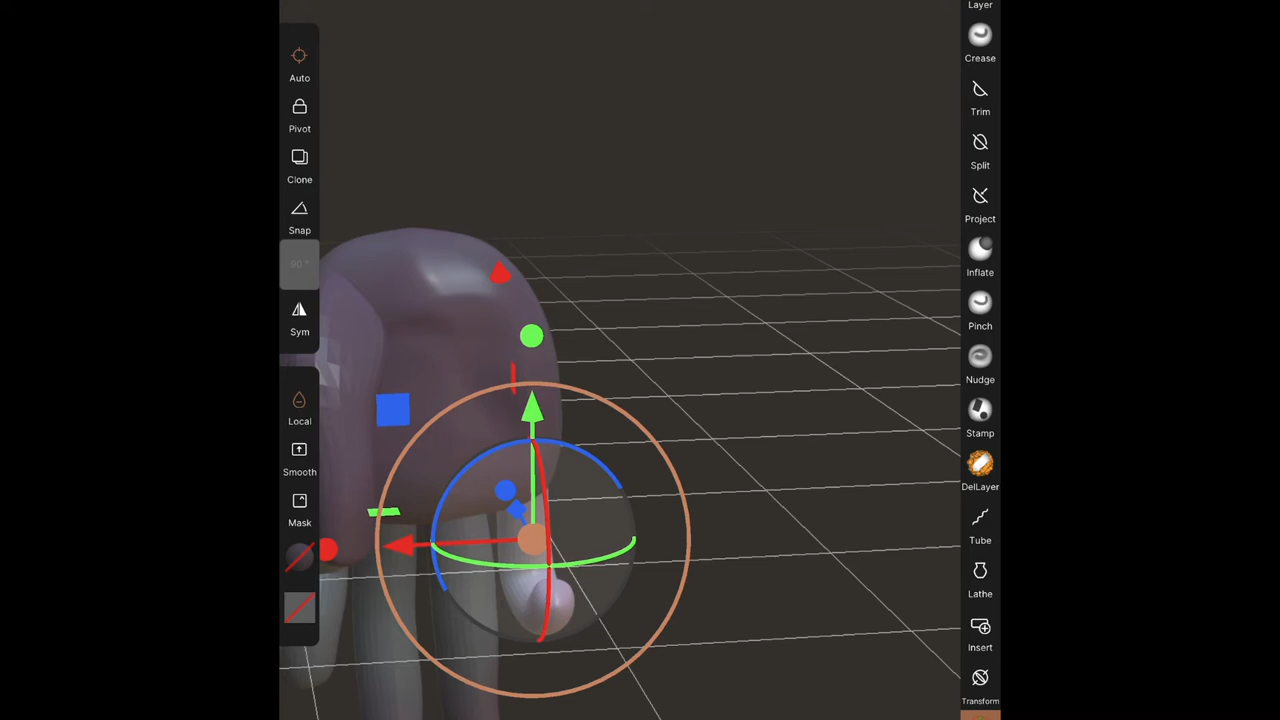 Auto
Pivot
Clone
Snap
90 °
Sym
Local
Smooth
Mask
Layer
Crease
Trim
Split
Project
Inflate
Pinch
Nudge
Stamp
DelLayer
Tube
Lathe
Insert
Transform